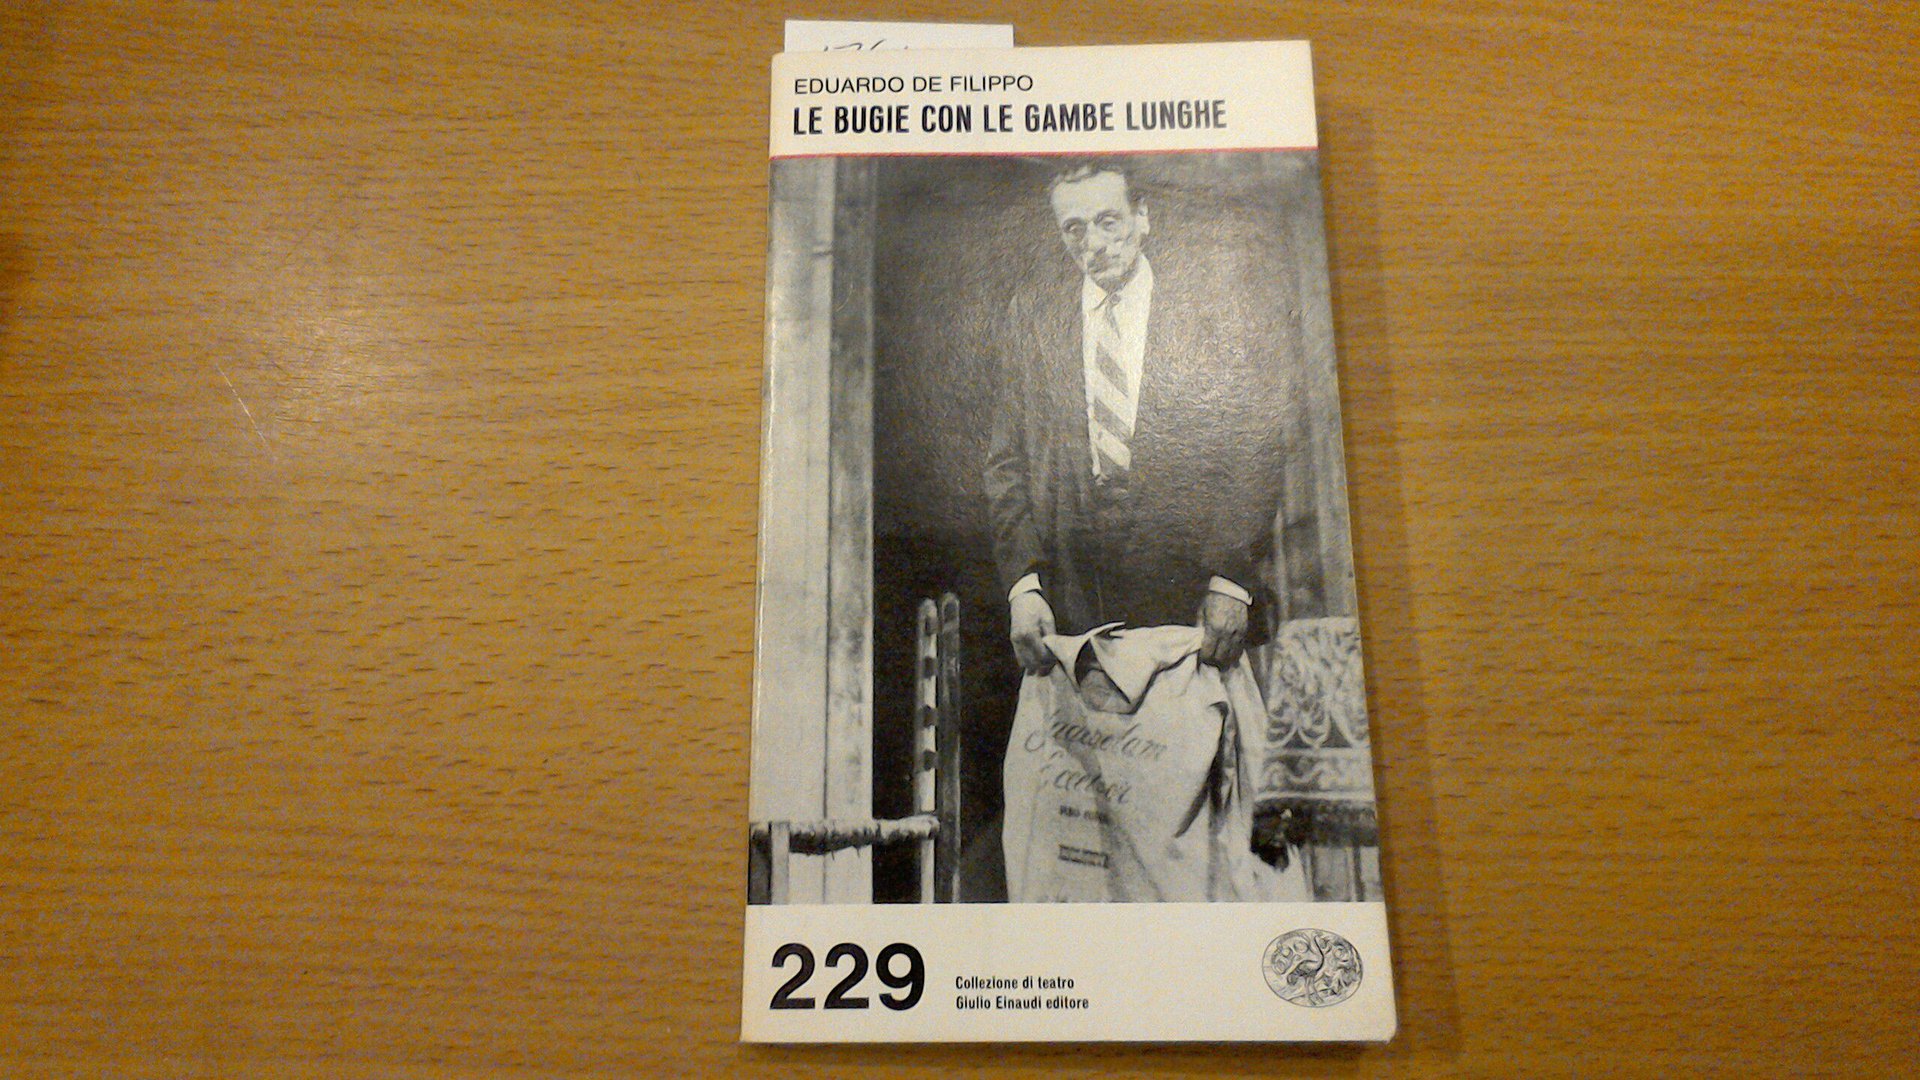 EDUARDO DE FILIPPO
LE BUGIE CON LE GAMBE LUNGHE
229
Collezione di teatro
Giulio Einaudi editore